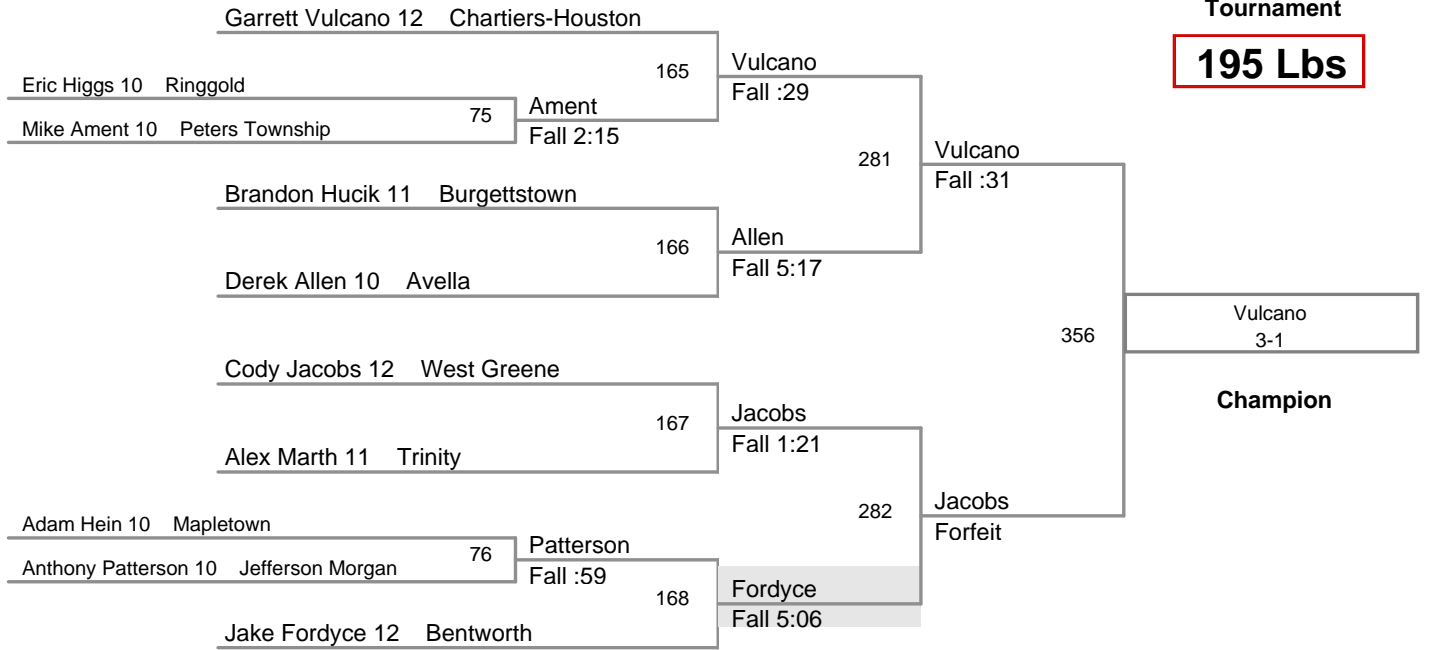 Tournament
195 Lbs
Garrett Vulcano 12 Chartiers-Houston
165
Vulcano
Fall :29
Eric Higgs 10 Ringgold
75
Ament
Fall 2:15
Mike Ament 10 Peters Township
281
Vulcano
Fall :31
Brandon Hucik 11 Burgettstown
166
Allen
Fall 5:17
Derek Allen 10 Avella
356
Vulcano
3-1
Champion
Cody Jacobs 12 West Greene
167
Jacobs
Fall 1:21
Alex Marth 11 Trinity
282
Jacobs
Forfeit
Adam Hein 10 Mapletown
76
Patterson
Fall :59
Anthony Patterson 10 Jefferson Morgan
168
Fordyce
Fall 5:06
Jake Fordyce 12 Bentworth